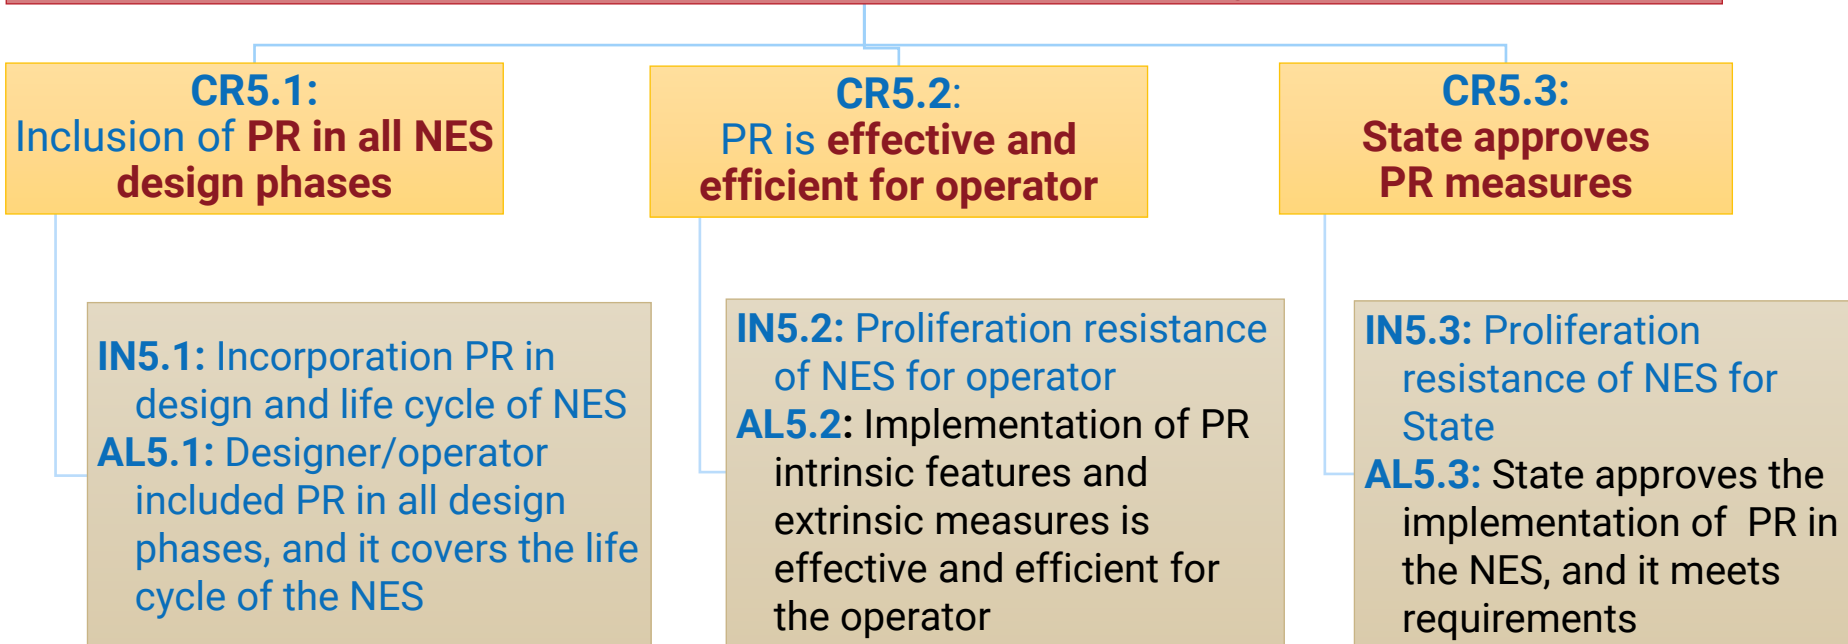 CR5.1:
Inclusion of PR in all NES
design phases
CR5.2:
PR is effective and
efficient for operator
CR5.3:
State approves
PR measures
IN5.1: Incorporation PR in
design and life cycle of NES
AL5.1: Designer/operator
included PR in all design
phases, and it covers the life
cycle of the NES
IN5.2: Proliferation resistance
of NES for operator
AL5.2: Implementation of PR
intrinsic features and
extrinsic measures is
effective and efficient for
the operator
IN5.3: Proliferation
resistance of NES for
State
AL5.3: State approves the
implementation of PR in
the NES, and it meets
requirements